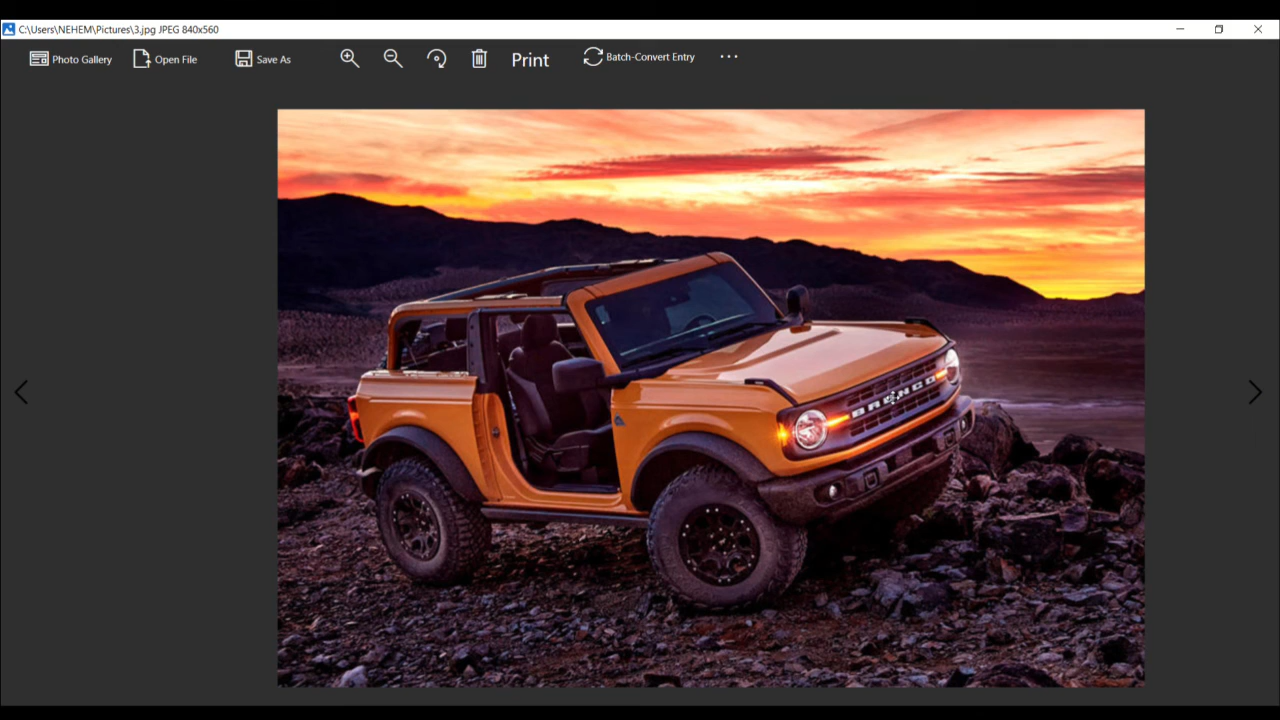 C:\Users\NEHEM\Pictures\3.jpg JPEG 840x560
Photo Gallery
Open File
Save As
Print
Batch-Convert Entry
BRONCO